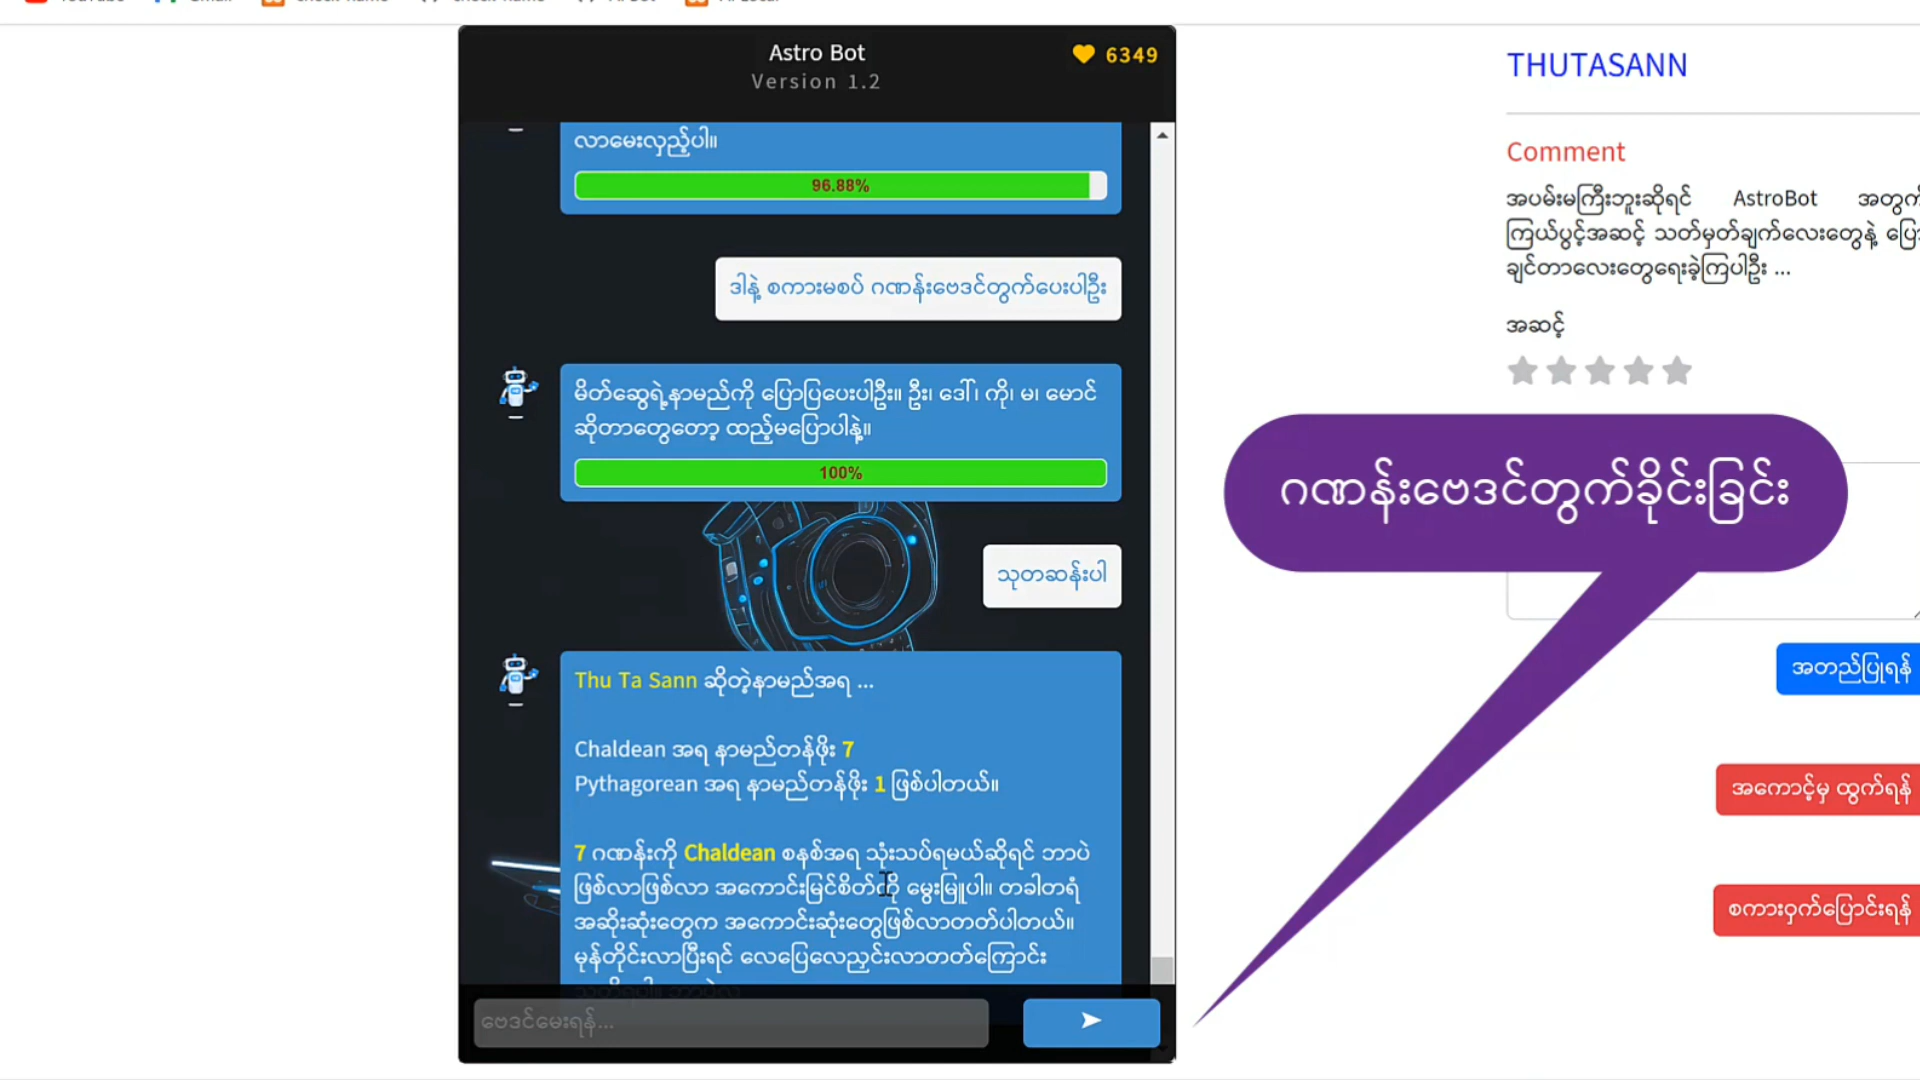 Astro Bot
Version 1.2
6349
လာမေးလှည့်ပါ။
96.88%
ဒါနဲ့ စကားမစပ် ဂဏန်းဗေဒင်တွက်ပေးပါဦး
မိတ်ဆွေရဲ့နာမည်ကို ပြောပြပေးပါဦး။ ဦး၊ ဒေါ်၊ ကို၊ မ၊ မောင်
ဆိုတာတွေတော့ ထည့်မပြောပါနဲ့။
100%
သုတဆန်းပါ
Thu Ta Sann ဆိုတဲ့နာမည်အရ ...
Chaldean အရ နာမည်တန်ဖိုး 7
Pythagorean အရ နာမည်တန်ဖိုး 1 ဖြစ်ပါတယ်။
7 ဂဏန်းကို Chaldean စနစ်အရ သုံးသပ်ရမယ်ဆိုရင် ဘာပဲ
ဖြစ်လာဖြစ်လာ အကောင်းမြင်စိတ်ကို မွေးမြူပါ။ တခါတရံ
အဆိုးဆုံးတွေက အကောင်းဆုံးတွေဖြစ်လာတတ်ပါတယ်။
မုန်တိုင်းလာပြီးရင် လေပြေလေညှင်းလာတတ်ကြောင်း
ဗေဒင်မေးရန်...
THUTASANN
Comment
အပမ်းမကြီးဘူးဆိုရင် AstroBot အတွက်
ကြယ်ပွင့်အဆင့် သတ်မှတ်ချက်လေးတွေနဲ့ ပြော
ချင်တာလေးတွေရေးခဲ့ကြပါဦး ...
အဆင့်
ဂဏန်းဗေဒင်တွက်ခိုင်းခြင်း
အတည်ပြုရန်
အကောင့်မှ ထွက်ရန်
စကားဝှက်ပြောင်းရန်